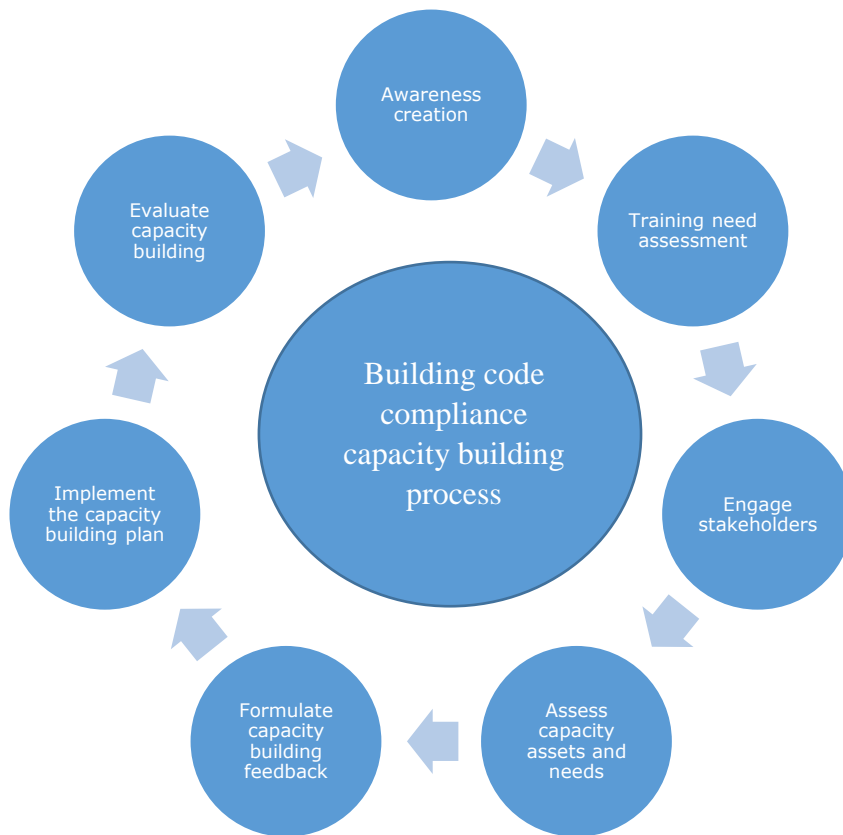 Awareness
creation
Training need
assessment
Engage
stakeholders
Assess
capacity
assets and
needs
Formulate
capacity
building
feedback
Implement
the capacity
building plan
Evaluate
capacity
building
Building code
compliance
capacity building
process